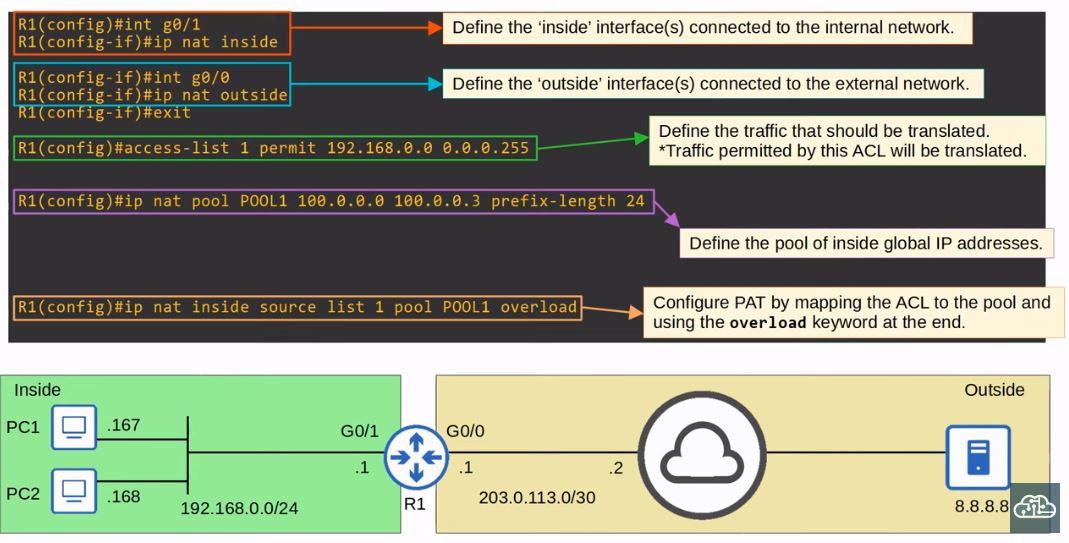 R1(config)#int g0/1
R1(config-if)#ip nat inside
Define the ‘inside’ interface(s) connected to the internal network.
R1(config-if)#int g0/0
R1(config-if)#ip nat outside
R1(config-if)#exit
Define the ‘outside’ interface(s) connected to the external network.
R1(config)#access-list 1 permit 192.168.0.0 0.0.0.255
Define the traffic that should be translated.
*Traffic permitted by this ACL will be translated.
R1(config)#ip nat pool POOL1 100.0.0.0 100.0.0.3 prefix-length 24
Define the pool of inside global IP addresses.
R1(config)#ip nat inside source list 1 pool POOL1 overload
Configure PAT by mapping the ACL to the pool and
using the overload keyword at the end.
Inside
PC1
.167
PC2
.168
192.168.0.0/24
G0/1
.1
R1
G0/0
.1
203.0.113.0/30
.2
Outside
8.8.8.8